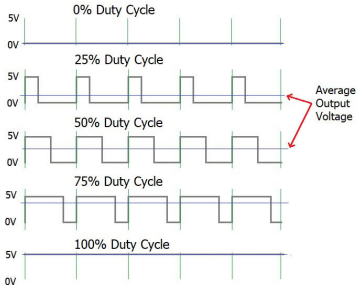 0% Duty Cycle
5V
0V
25% Duty Cycle
5V
0V
Average
Output
Voltage
50% Duty Cycle
5V
0V
75% Duty Cycle
5V
0V
100% Duty Cycle
5V
0V